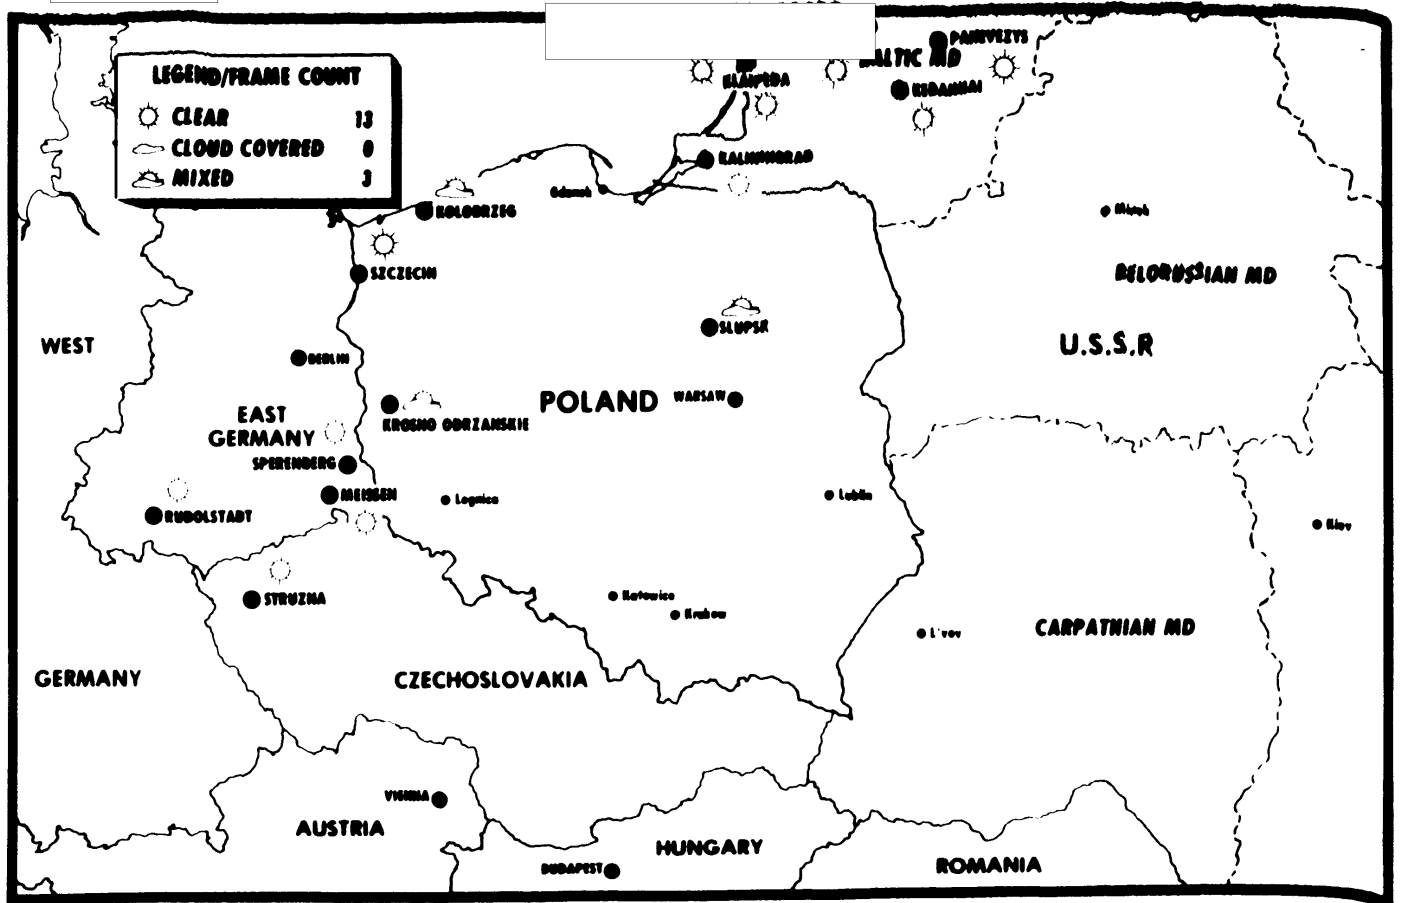 PANEVEZYS
BALTIC MD
LEGEND/FRAME COUNT
KLAIPEDA
KEDAINIAI
CLEAR 13
CLOUD COVERED 0
MIXED 3
KALININGRAD
Gdansk
KOLOBRZEG
Minsk
SZCZECIN
BELORUSSIAN MD
SLUPSK
WEST
U.S.S.R
BERLIN
POLAND
WARSAW
EAST
GERMANY
KROSNO ODRZANSKIE
SPERENBERG
MEISSEN
Legnica
Lublin
RUDOLSTADT
Kiev
STRUZNA
Katowice
Krakow
L'vov
CARPATHIAN MD
GERMANY
CZECHOSLOVAKIA
VIENNA
AUSTRIA
HUNGARY
BUDAPEST
ROMANIA